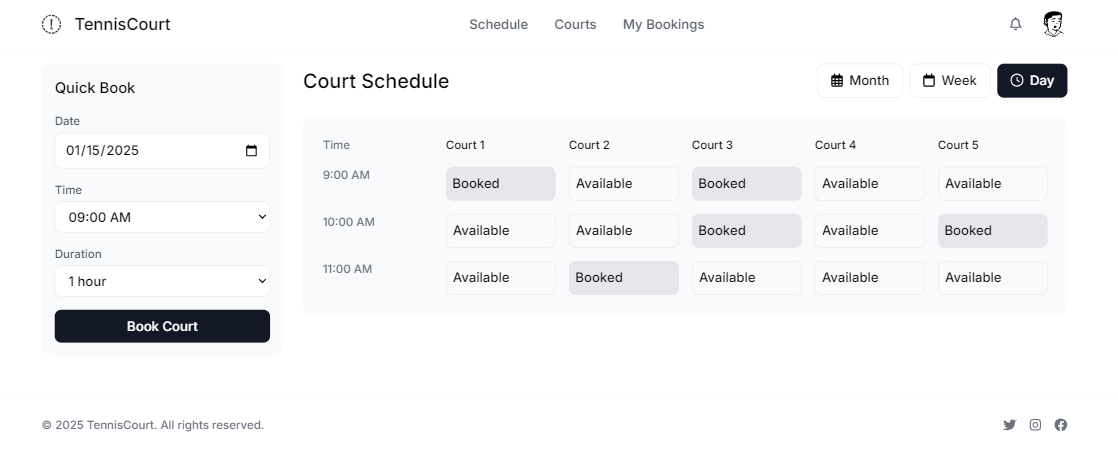 TennisCourt Schedule Courts My Bookings
Quick Book
Date
01/15/2025
Time
09:00 AM
Duration
1 hour
Book Court
Court Schedule Month Week Day
Time Court 1 Court 2 Court 3 Court 4 Court 5
9:00 AM Booked Available Booked Available Available
10:00 AM Available Available Booked Available Booked
11:00 AM Available Booked Available Available Available
© 2025 TennisCourt. All rights reserved.